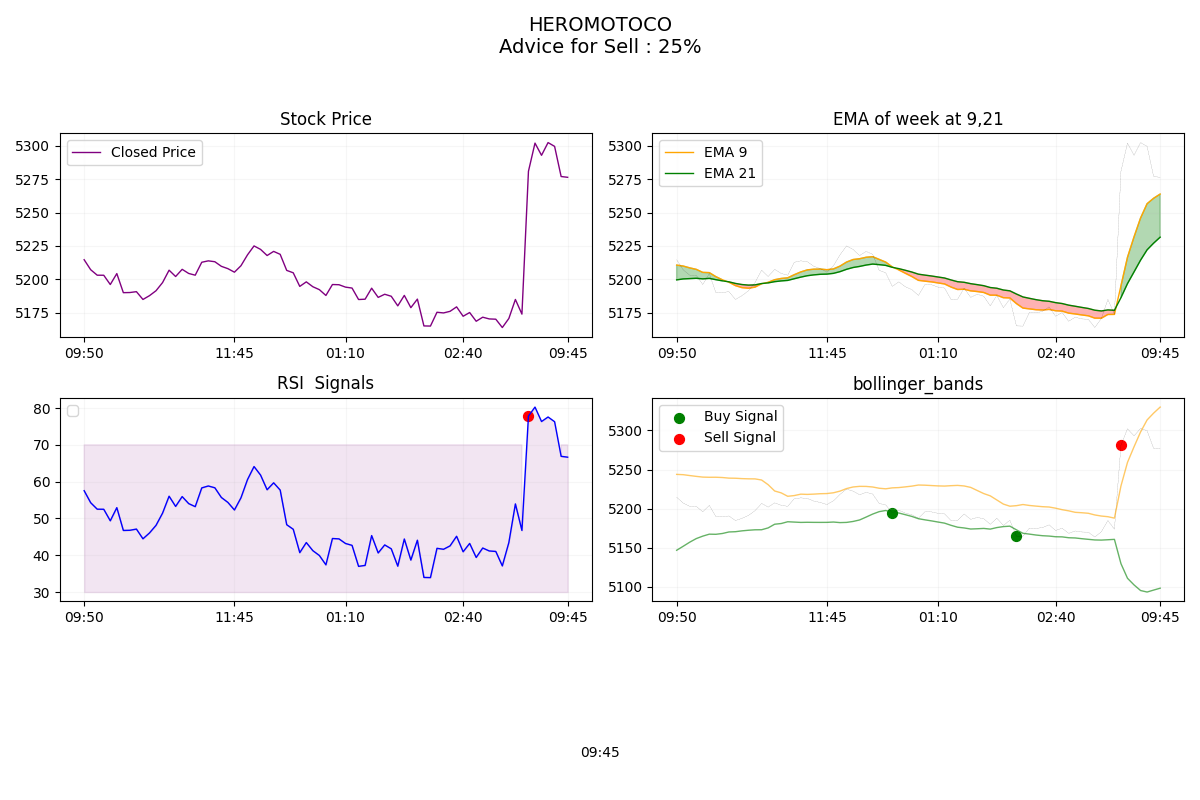 HEROMOTOCO
Advice for Sell : 25%
Stock Price
Closed Price
5300
5275
5250
5225
5200
5175
09:50 11:45 01:10 02:40 09:45
EMA of week at 9,21
EMA 9
EMA 21
5300
5275
5250
5225
5200
5175
09:50 11:45 01:10 02:40 09:45
RSI  Signals
80
70
60
50
40
30
09:50 11:45 01:10 02:40 09:45
bollinger_bands
Buy Signal
Sell Signal
5300
5250
5200
5150
5100
09:50 11:45 01:10 02:40 09:45
09:45